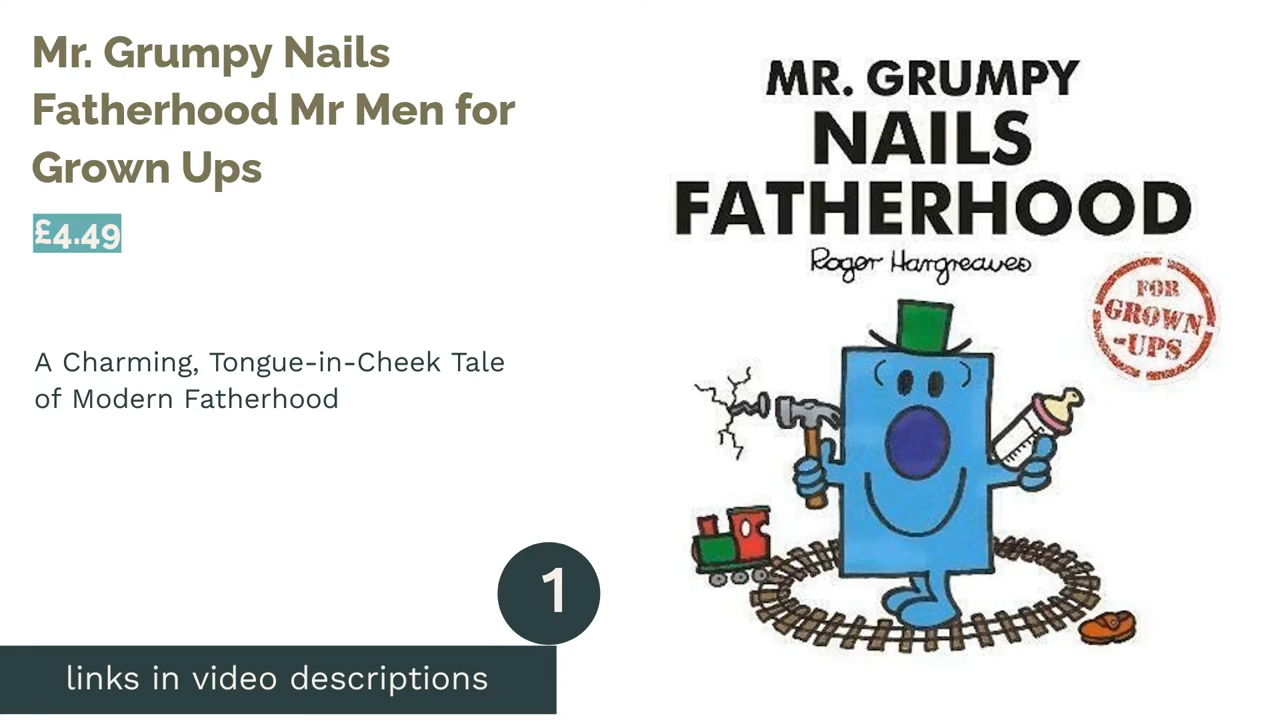 Mr. Grumpy Nails
Fatherhood Mr Men for
Grown Ups
£4.49
A Charming, Tongue-in-Cheek Tale
of Modern Fatherhood
1
links in video descriptions
MR. GRUMPY
NAILS
FATHERHOOD
Roger Hargreaves
FOR
GROWN
-UPS